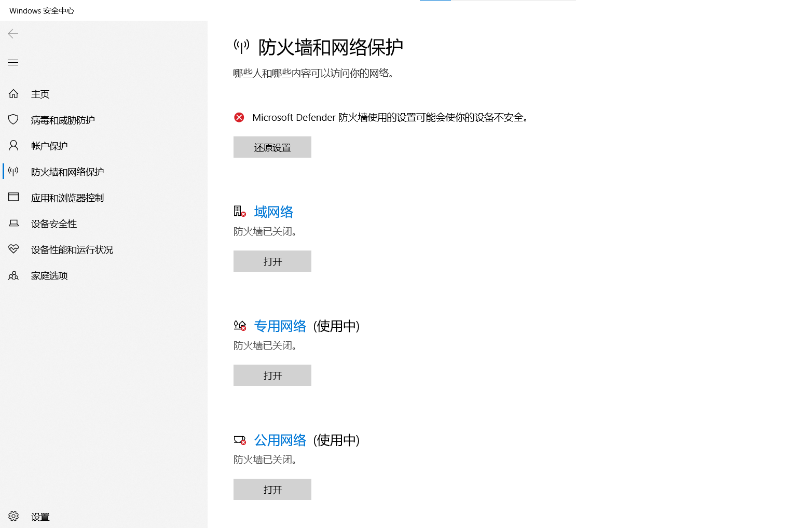 Windows 安全中心
主页
病毒和威胁防护
帐户保护
防火墙和网络保护
应用和浏览器控制
设备安全性
设备性能和运行状况
家庭选项
设置
防火墙和网络保护
哪些人和哪些内容可以访问你的网络。
Microsoft Defender 防火墙使用的设置可能会使你的设备不安全。
还原设置
域网络
防火墙已关闭。
打开
专用网络 (使用中)
防火墙已关闭。
打开
公用网络 (使用中)
防火墙已关闭。
打开